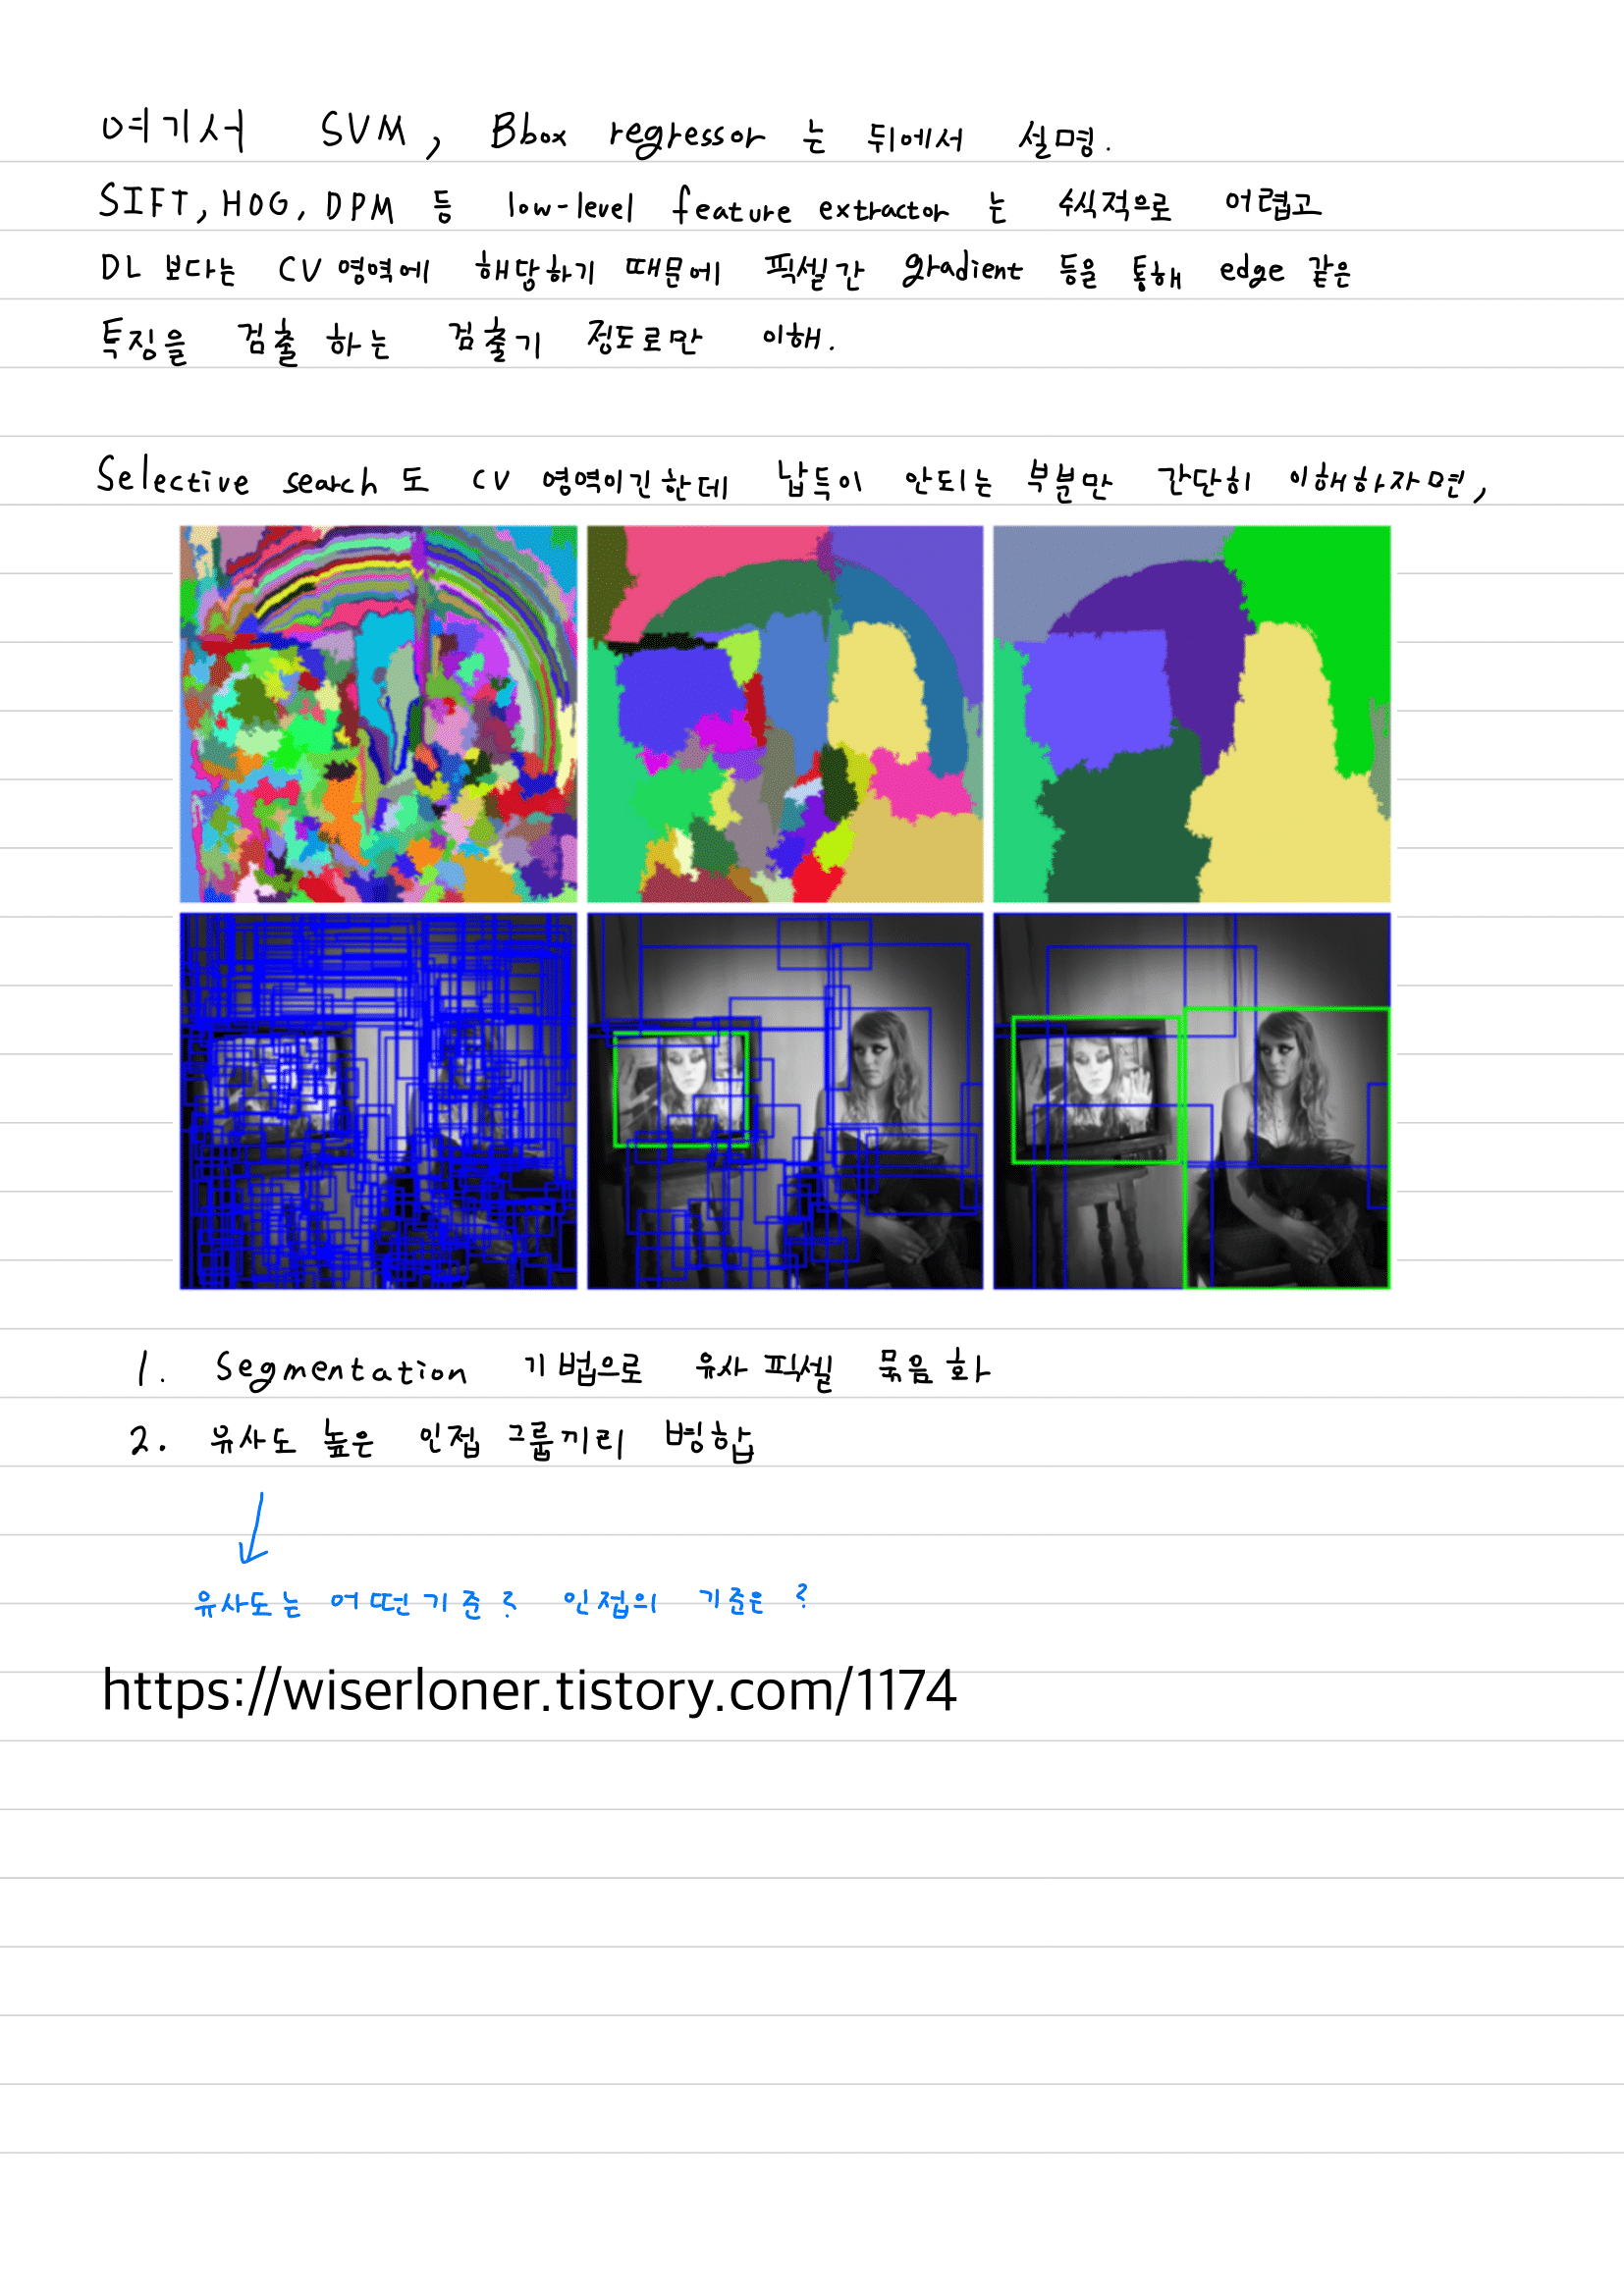 여기서 SVM, Bbox regressor 는 뒤에서 설명.
SIFT, HOG, DPM 등 low-level feature extractor 는 수식적으로 어렵고
DL 보다는 CV 영역에 해당하기 때문에 픽셀간 gradient 등을 통해 edge 같은
특징을 검출 하는 검출기 정도로만 이해.
Selective search 도 CV 영역이긴한데 납득이 안되는 부분만 간단히 이해하자면,
1. Segmentation 기법으로 유사 픽셀 묶음화
2. 유사도 높은 인접 그룹끼리 병합
유사도는 어떤기준? 인접의 기준은?
https://wiserloner.tistory.com/1174